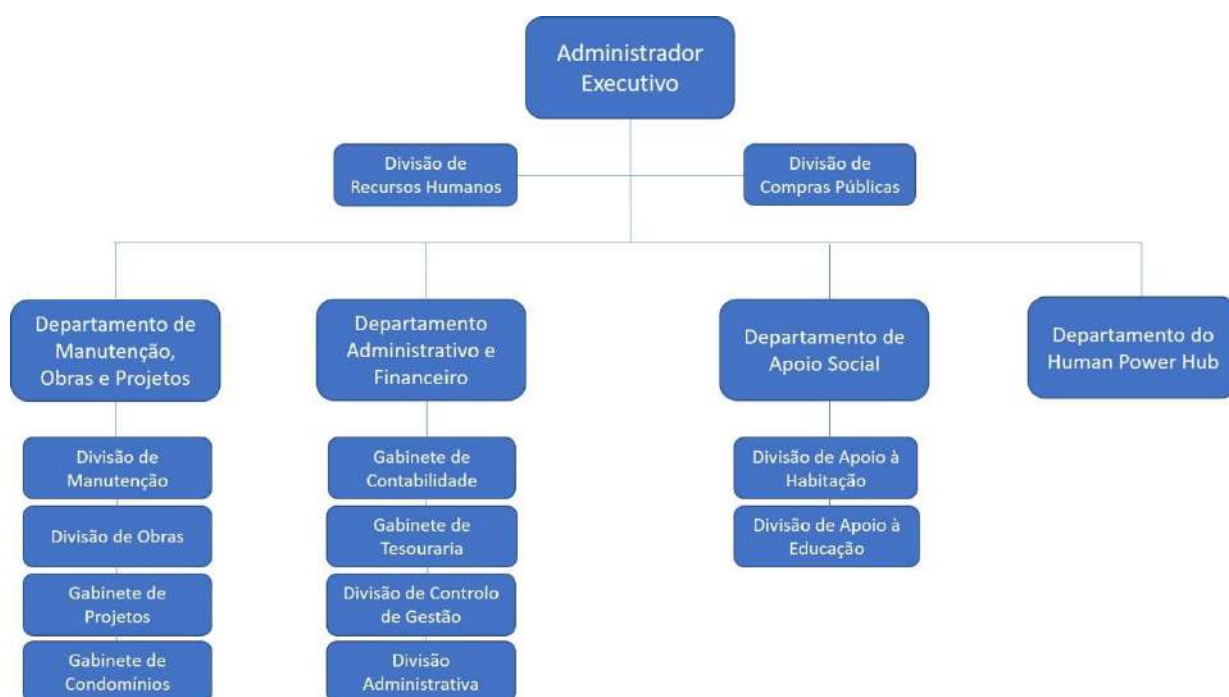 Administrador
Executivo
Divisão de
Recursos Humanos
Divisão de
Compras Públicas
Departamento de
Manutenção,
Obras e Projetos
Departamento
Administrativo e
Financeiro
Departamento de
Apoio Social
Departamento do
Human Power Hub
Divisão de
Manutenção
Divisão de Obras
Gabinete de
Projetos
Gabinete de
Condomínios
Gabinete de
Contabilidade
Gabinete de
Tesouraria
Divisão de Controlo
de Gestão
Divisão
Administrativa
Divisão de Apoio à
Habitação
Divisão de Apoio à
Educação